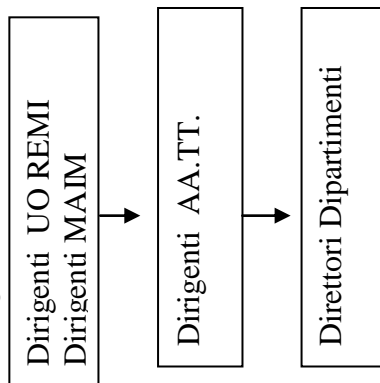 Dirigenti UO REMI
Dirigenti MAIM
Dirigenti AA.TT.
Direttori Dipartimenti